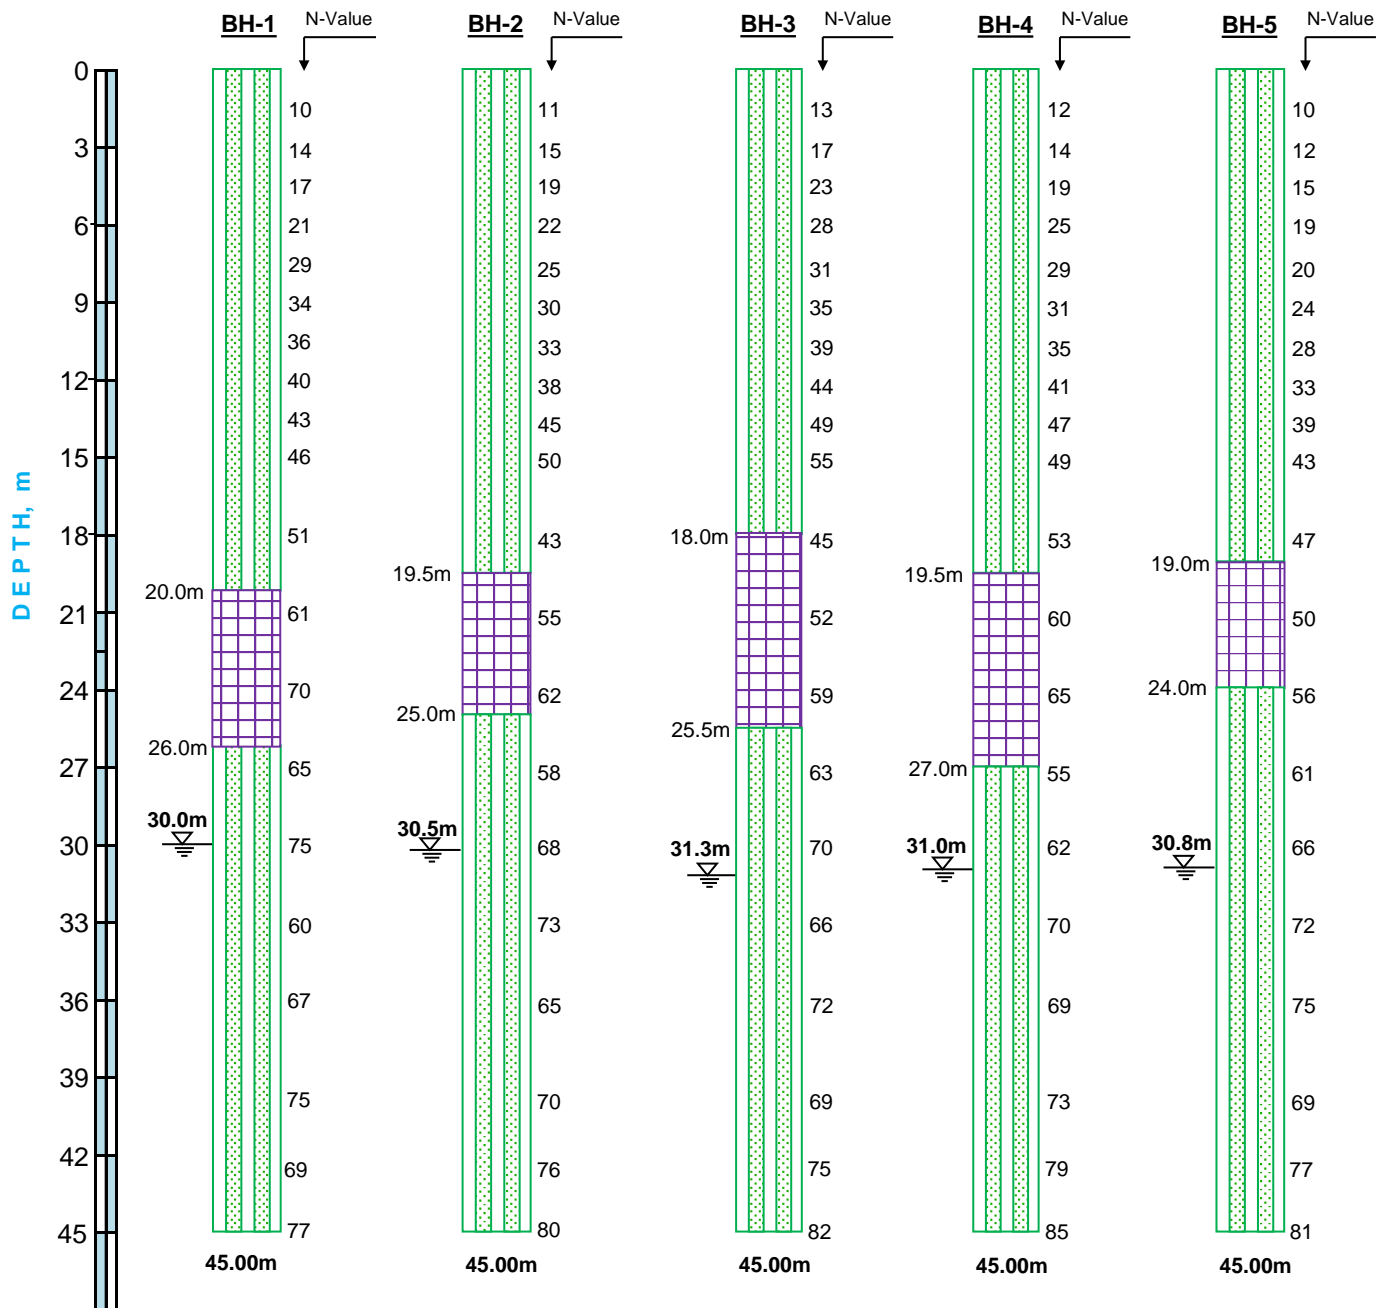 BH-1 N-Value BH-2 N-Value BH-3 N-Value BH-4 N-Value BH-5 N-Value
0
10 11 13 12 10
3 14 15 17 14 12
17 19 23 19 15
6 21 22 28 25 19
29 25 31 29 20
9 34 30 35 31 24
36 33 39 35 28
12 40 38 44 41 33
43 45 49 47 39
15 46 50 55 49 43
DEPTH, m
18 51 43 18.0m 45 53 47
19.5m 19.5m 19.0m
20.0m
21 61 55 52 60 50
24 70 62 59 65 24.0m 56
25.0m 25.5m
26.0m
27 65 58 63 27.0m 55 61
30.0m 30.5m 31.3m 31.0m 30.8m
30 75 68 70 62 66
33 60 73 66 70 72
36 67 65 72 69 75
39
75 70 69 73 69
42 69 76 75 79 77
45 77 80 82 85 81
45.00m 45.00m 45.00m 45.00m 45.00m